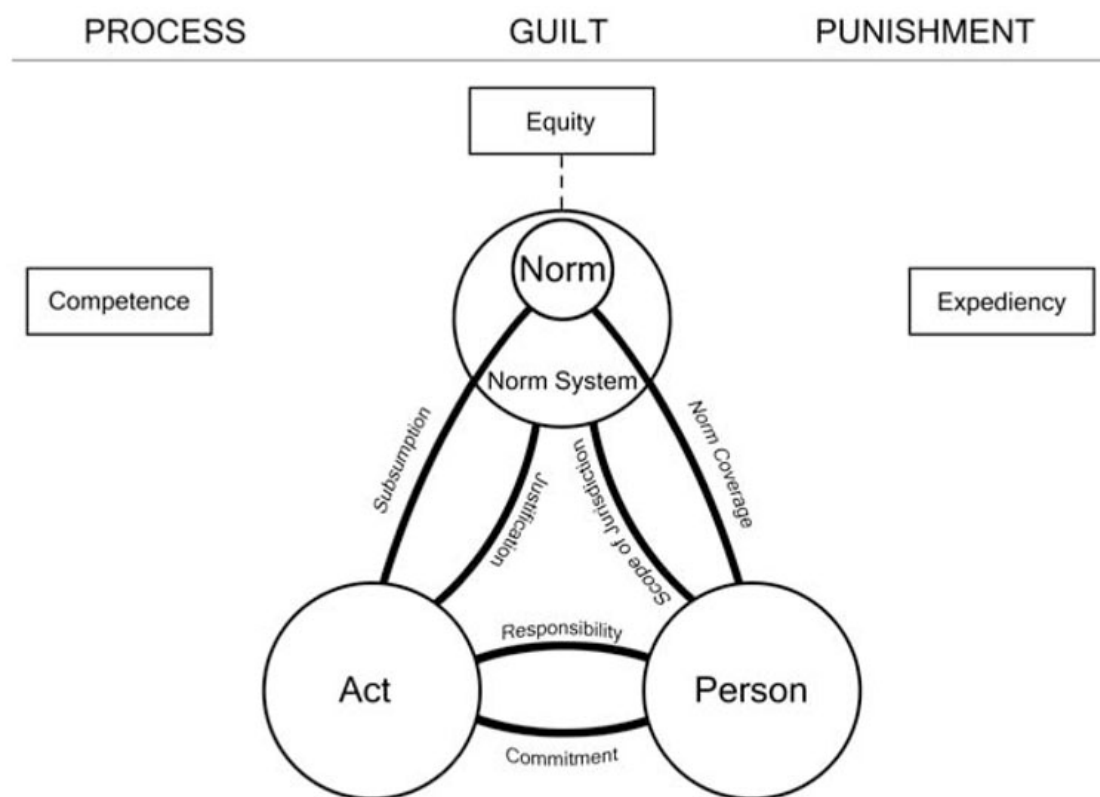 PROCESS GUILT PUNISHMENT
Equity
Norm
Competence
Expediency
Norm System
Subsumption
Justification
Scope of Jurisdiction
Norm Coverage
Responsibility
Act
Person
Commitment